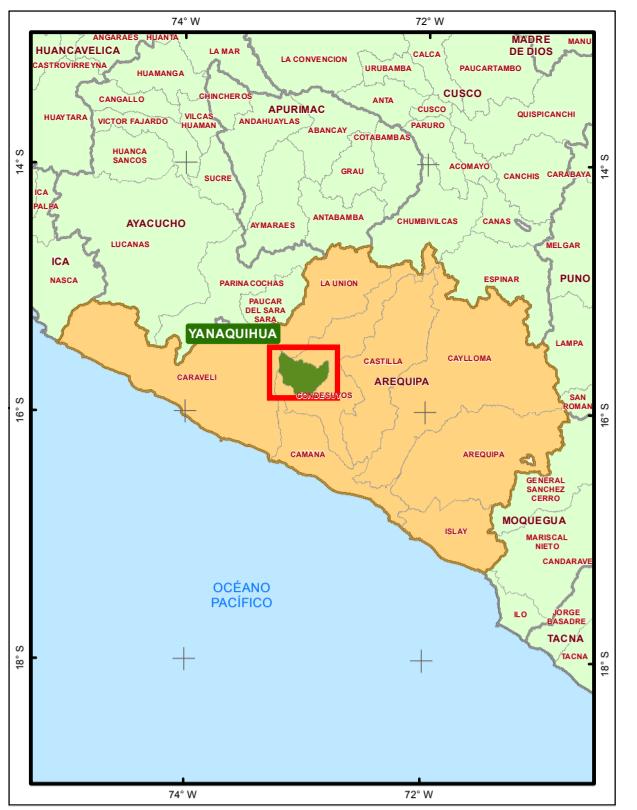 74° W
72° W
ANGARAES
HUANTA
MADRE
DE DIOS
MANU
HUANCAVELICA
LA MAR
LA CONVENCION
CALCA
CASTROVIRREYNA
HUAMANGA
URUBAMBA
PAUCARTAMBO
CANGALLO
CHINCHEROS
APURIMAC
ANTA
CUSCO
CUSCO
HUAYTARA
VICTOR FAJARDO
VILCAS
HUAMAN
ANDAHUAYLAS
ABANCAY
COTABAMBAS
PARURO
QUISPICANCHI
HUANCA
SANCOS
14° S
14° S
SUCRE
GRAU
ACOMAYO
CANCHIS
CARABAYA
ICA
PALPA
AYACUCHO
LUCANAS
AYMARAES
ANTABAMBA
CHUMBIVILCAS
CANAS
MELGAR
ICA
NASCA
PARINACOCHAS
LA UNION
ESPINAR
PUNO
PAUCAR
DEL SARA
SARA
YANAQUIHUA
LAMPA
CARAVELI
CASTILLA
CAYLLOMA
AREQUIPA
CONDESUYOS
SAN
ROMAN
16° S
16° S
CAMANA
AREQUIPA
GENERAL
SANCHEZ
CERRO
ISLAY
MOQUEGUA
MARISCAL
NIETO
CANDARAVE
OCÉANO
PACÍFICO
ILO
JORGE
BASADRE
TACNA
TACNA
18° S
18° S
74° W
72° W